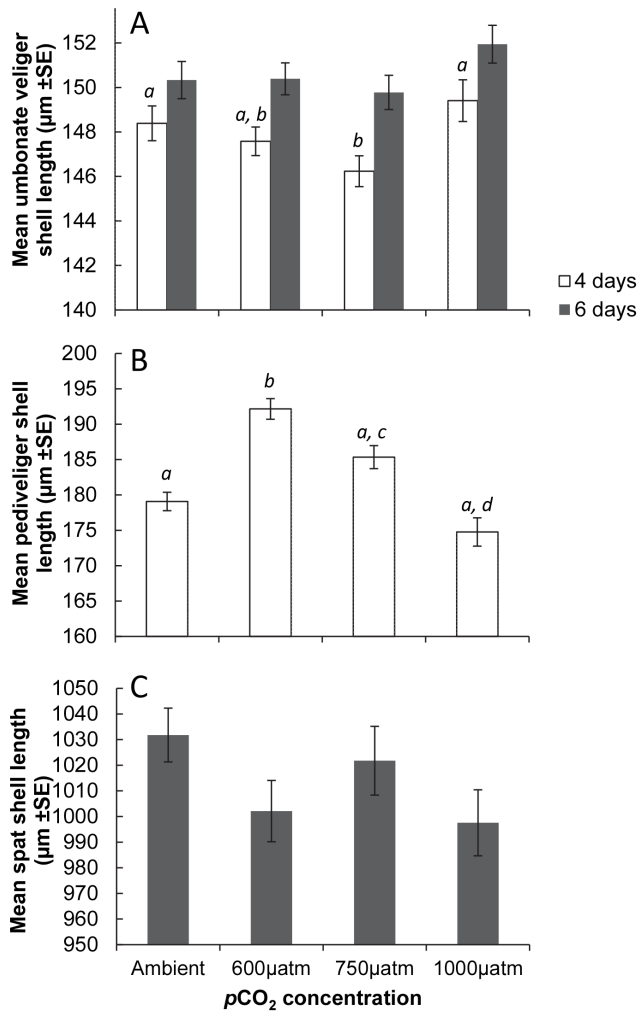 A
Mean umbonate veliger
shell length (µm ±SE)
152
150
148
146
144
142
140
a
a, b
b
a
4 days
6 days
B
Mean pediveliger shell
length (µm ±SE)
200
195
190
185
180
175
170
165
160
a
b
a, c
a, d
C
Mean spat shell length
(µm ±SE)
1050
1040
1030
1020
1010
1000
990
980
970
960
950
Ambient 600µatm 750µatm 1000µatm
pCO₂ concentration